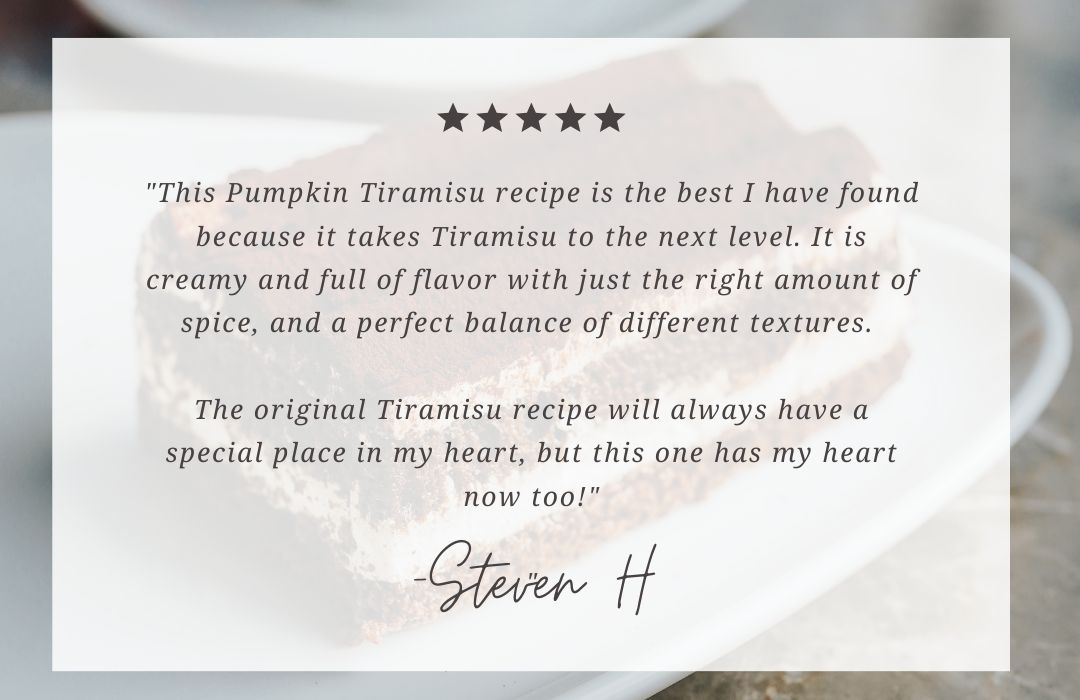 "This Pumpkin Tiramisu recipe is the best I have found
because it takes Tiramisu to the next level. It is
creamy and full of flavor with just the right amount of
spice, and a perfect balance of different textures.
The original Tiramisu recipe will always have a
special place in my heart, but this one has my heart
now too!"
-Steven H